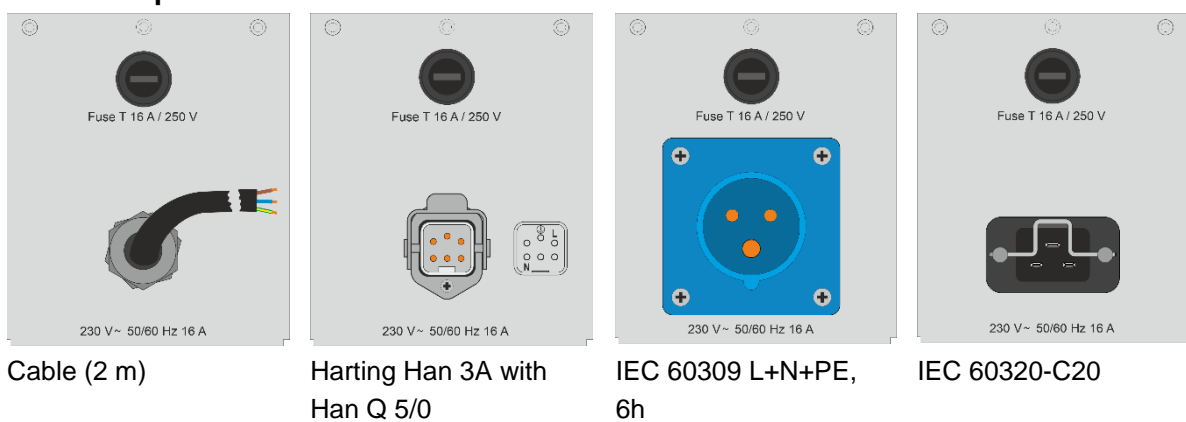 Fuse T 16 A / 250 V
230 V~ 50/60 Hz 16 A
Cable (2 m)
Fuse T 16 A / 250 V
L
N
230 V~ 50/60 Hz 16 A
Harting Han 3A with
Han Q 5/0
Fuse T 16 A / 250 V
230 V~ 50/60 Hz 16 A
IEC 60309 L+N+PE,
6h
Fuse T 16 A / 250 V
230 V~ 50/60 Hz 16 A
IEC 60320-C20